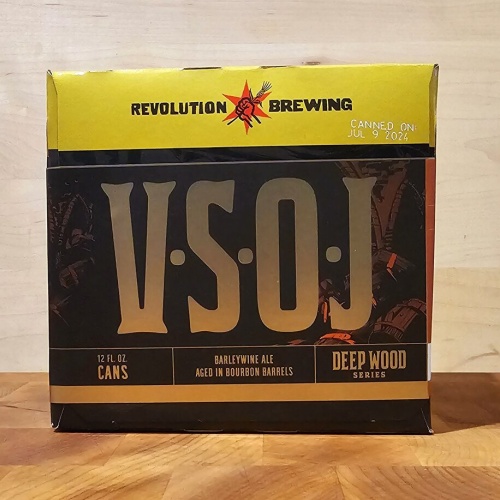 REVOLUTION BREWING
CANNED ON:
JUL 9 2024
V·S·O·J
12 FL. OZ.
CANS
BARLEYWINE ALE
AGED IN BOURBON BARRELS
DEEP WOOD
SERIES